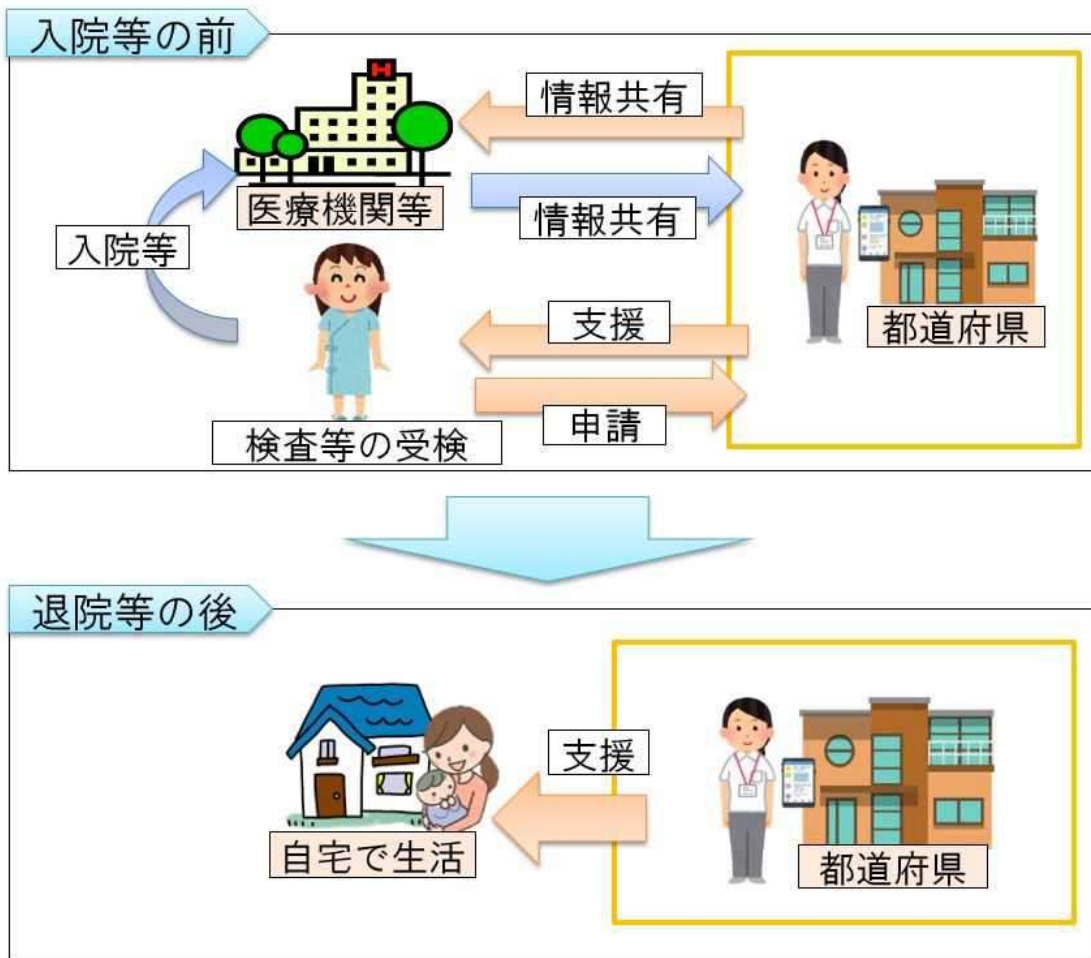 入院等の前
情報共有
医療機関等
情報共有
入院等
支援
都道府県
申請
検査等の受検
退院等の後
支援
自宅で生活
都道府県